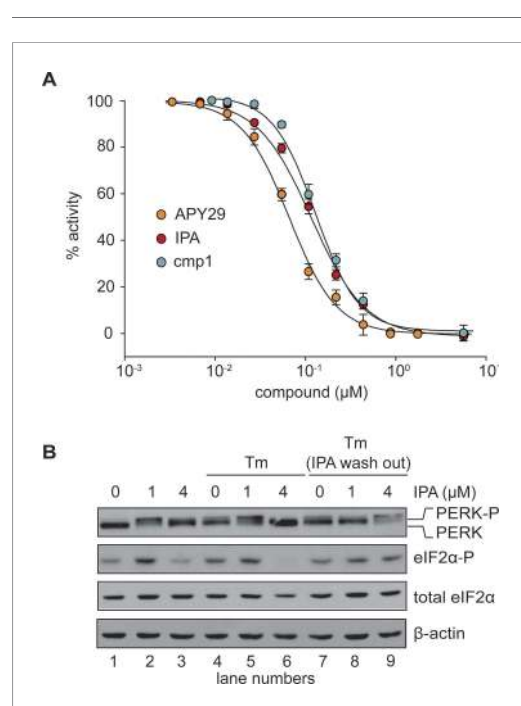 A
100
80
60
40
20
0
% activity
APY29
IPA
cmp1
10⁻³ 10⁻² 10⁻¹ 10⁰ 10¹
compound (µM)
B
Tm
Tm
(IPA wash out)
0 1 4 0 1 4 0 1 4 IPA (µM)
PERK-P
PERK
eIF2α-P
total eIF2α
β-actin
1 2 3 4 5 6 7 8 9
lane numbers